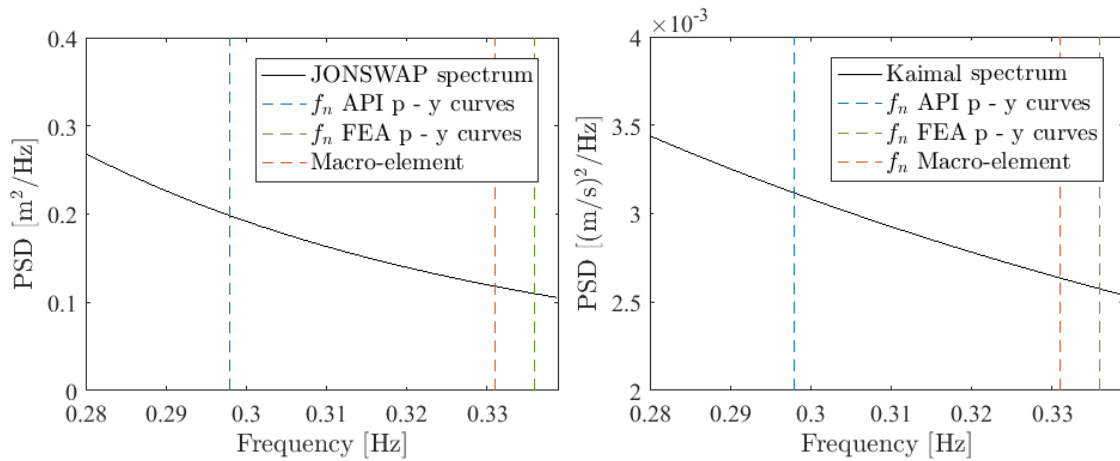 0.4
0.3
0.2
0.1
0
PSD [m²/Hz]
JONSWAP spectrum
fₙ API p - y curves
fₙ FEA p - y curves
Macro-element
0.28 0.29 0.3 0.31 0.32 0.33
Frequency [Hz]
×10⁻³
4
3.5
3
2.5
2
PSD [(m/s)²/Hz]
Kaimal spectrum
fₙ API p - y curves
fₙ FEA p - y curves
fₙ Macro-element
0.28 0.29 0.3 0.31 0.32 0.33
Frequency [Hz]